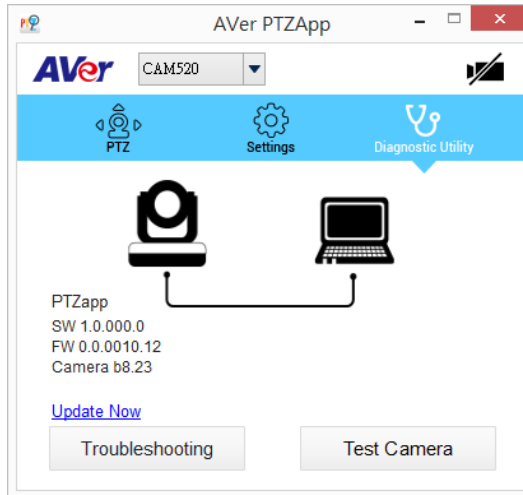 AVer PTZApp
AVer
CAM520
PTZ
Settings
Diagnostic Utility
PTZapp
SW 1.0.000.0
FW 0.0.0010.12
Camera b8.23
Update Now
Troubleshooting
Test Camera